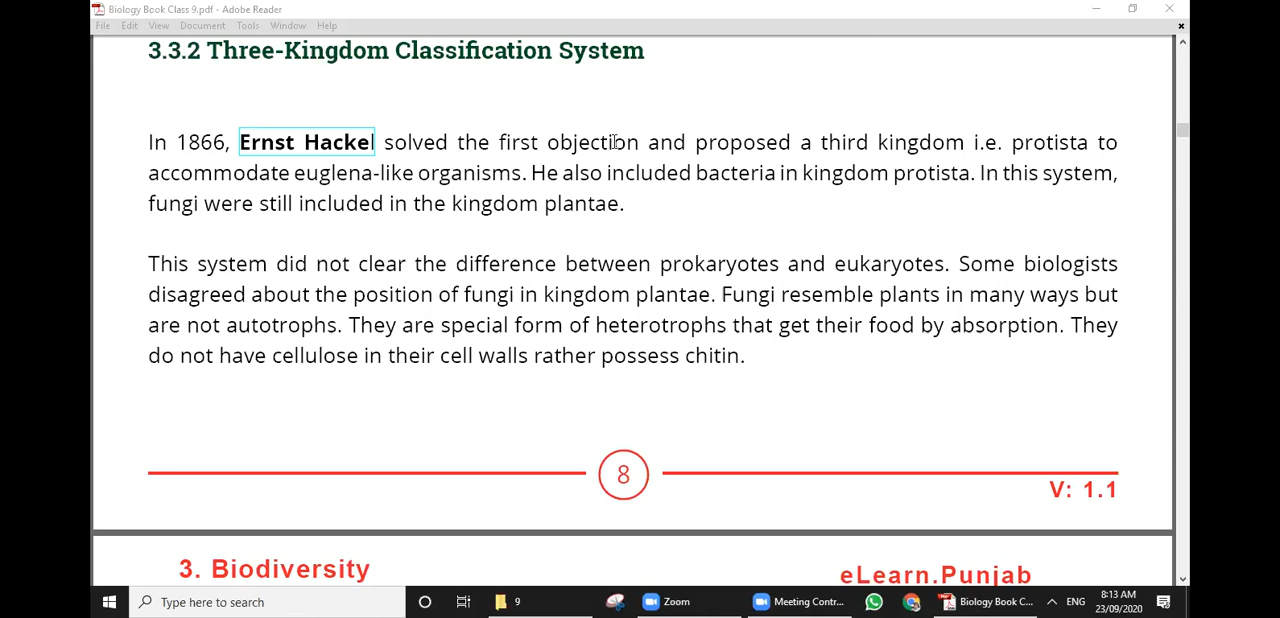 Biology Book Class 9.pdf - Adobe Reader
File Edit View Document Tools Window Help
3.3.2 Three-Kingdom Classification System
In 1866, Ernst Hackel solved the first objection and proposed a third kingdom i.e. protista to
accommodate euglena-like organisms. He also included bacteria in kingdom protista. In this system,
fungi were still included in the kingdom plantae.
This system did not clear the difference between prokaryotes and eukaryotes. Some biologists
disagreed about the position of fungi in kingdom plantae. Fungi resemble plants in many ways but
are not autotrophs. They are special form of heterotrophs that get their food by absorption. They
do not have cellulose in their cell walls rather possess chitin.
8
V: 1.1
3. Biodiversity
eLearn.Punjab
Type here to search
9
Zoom
Meeting Contr...
Biology Book C...
ENG
8:13 AM
23/09/2020